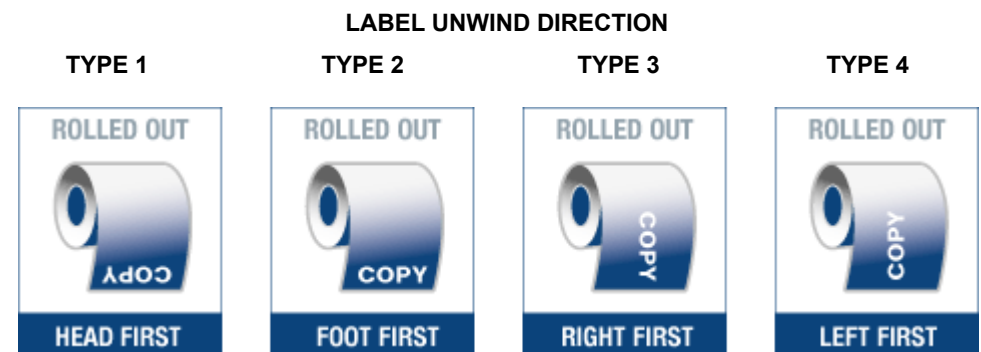 LABEL UNWIND DIRECTION
TYPE 1 TYPE 2 TYPE 3 TYPE 4
ROLLED OUT ROLLED OUT ROLLED OUT ROLLED OUT
COPY COPY COPY COPY
HEAD FIRST FOOT FIRST RIGHT FIRST LEFT FIRST